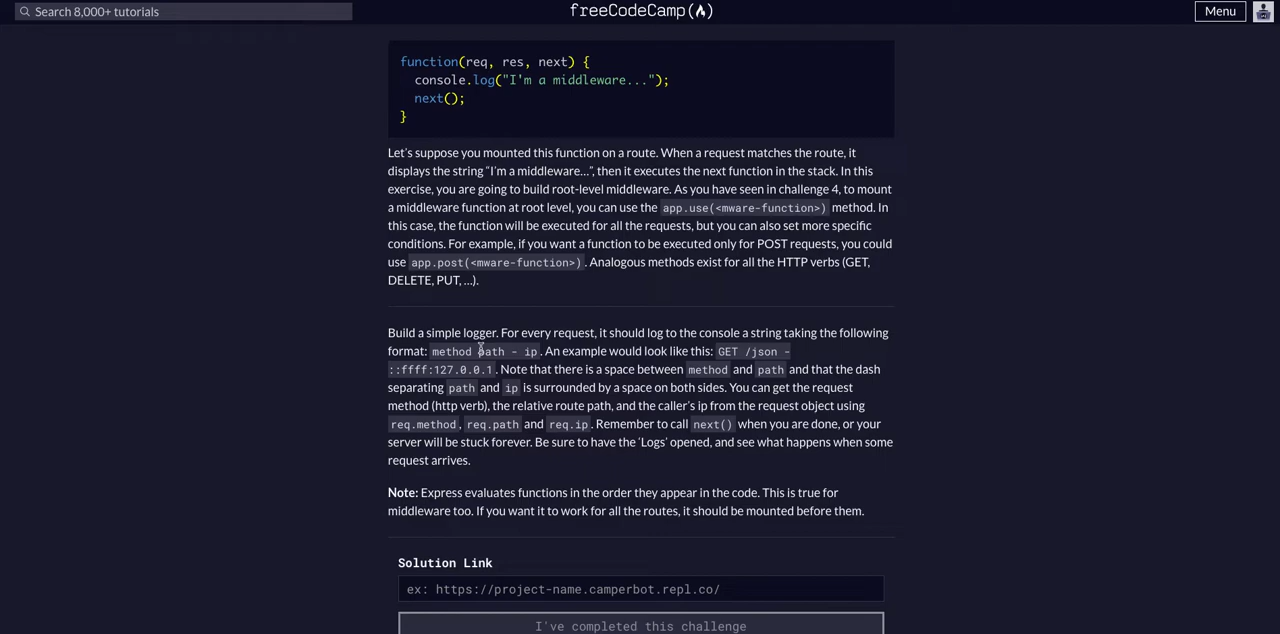 Search 8,000+ tutorials
freeCodeCamp
Menu
function(req, res, next) {
console.log("I'm a middleware...");
next();
}
Let's suppose you mounted this function on a route. When a request matches the route, it
displays the string “I'm a middleware…”, then it executes the next function in the stack. In this
exercise, you are going to build root-level middleware. As you have seen in challenge 4, to mount
a middleware function at root level, you can use the app.use(<mware-function>) method. In
this case, the function will be executed for all the requests, but you can also set more specific
conditions. For example, if you want a function to be executed only for POST requests, you could
use app.post(<mware-function>). Analogous methods exist for all the HTTP verbs (GET,
DELETE, PUT, …).
Build a simple logger. For every request, it should log to the console a string taking the following
format: method path - ip. An example would look like this: GET /json -
::ffff:127.0.0.1. Note that there is a space between method and path and that the dash
separating path and ip is surrounded by a space on both sides. You can get the request
method (http verb), the relative route path, and the caller's ip from the request object using
req.method, req.path and req.ip. Remember to call next() when you are done, or your
server will be stuck forever. Be sure to have the ‘Logs’ opened, and see what happens when some
request arrives.
Note: Express evaluates functions in the order they appear in the code. This is true for
middleware too. If you want it to work for all the routes, it should be mounted before them.
Solution Link
ex: https://project-name.camperbot.repl.co/
I've completed this challenge